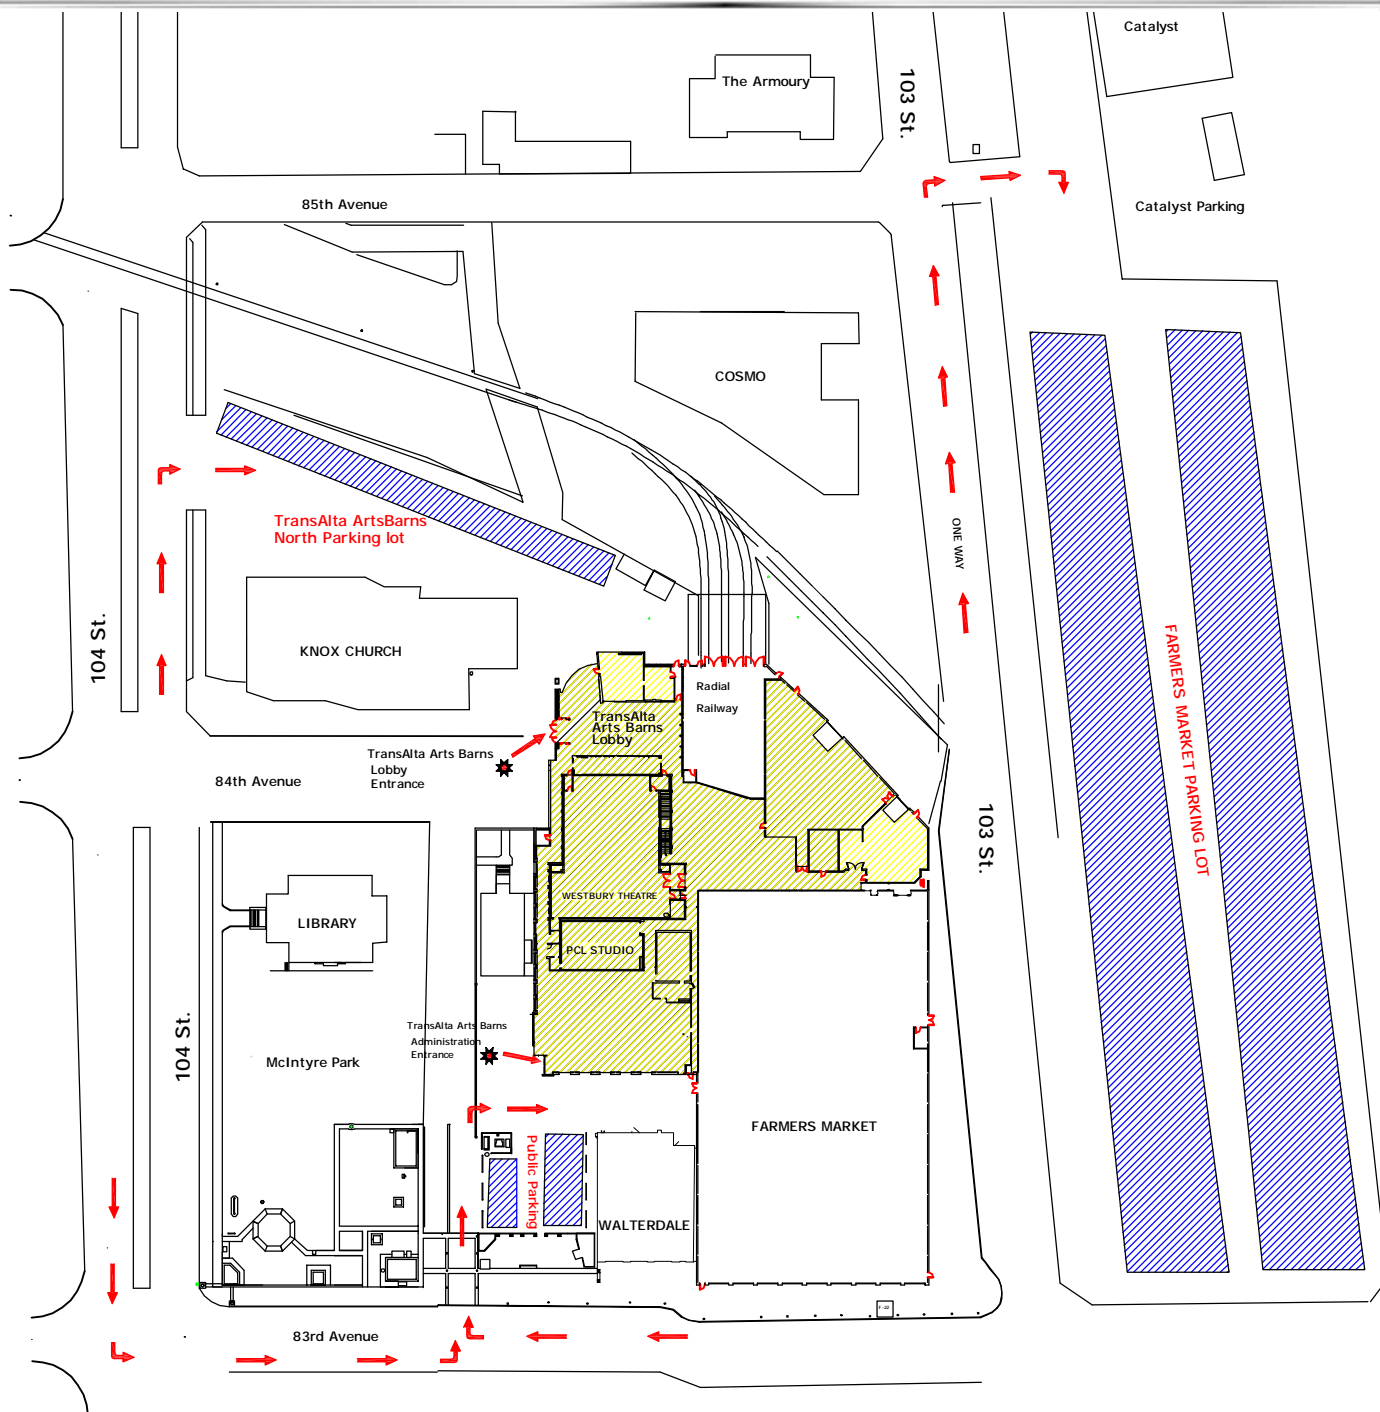 Catalyst
The Armoury
103 St.
85th Avenue
Catalyst Parking
COSMO
TransAlta ArtsBarns
North Parking lot
ONE WAY
104 St.
KNOX CHURCH
FARMERS MARKET PARKING LOT
Radial
Railway
TransAlta
Arts Barns
Lobby
TransAlta Arts Barns
Lobby
Entrance
84th Avenue
103 St.
WESTBURY THEATRE
LIBRARY
PCL STUDIO
104 St.
TransAlta Arts Barns
Administration
Entrance
McIntyre Park
FARMERS MARKET
Public Parking
WALTERDALE
83rd Avenue